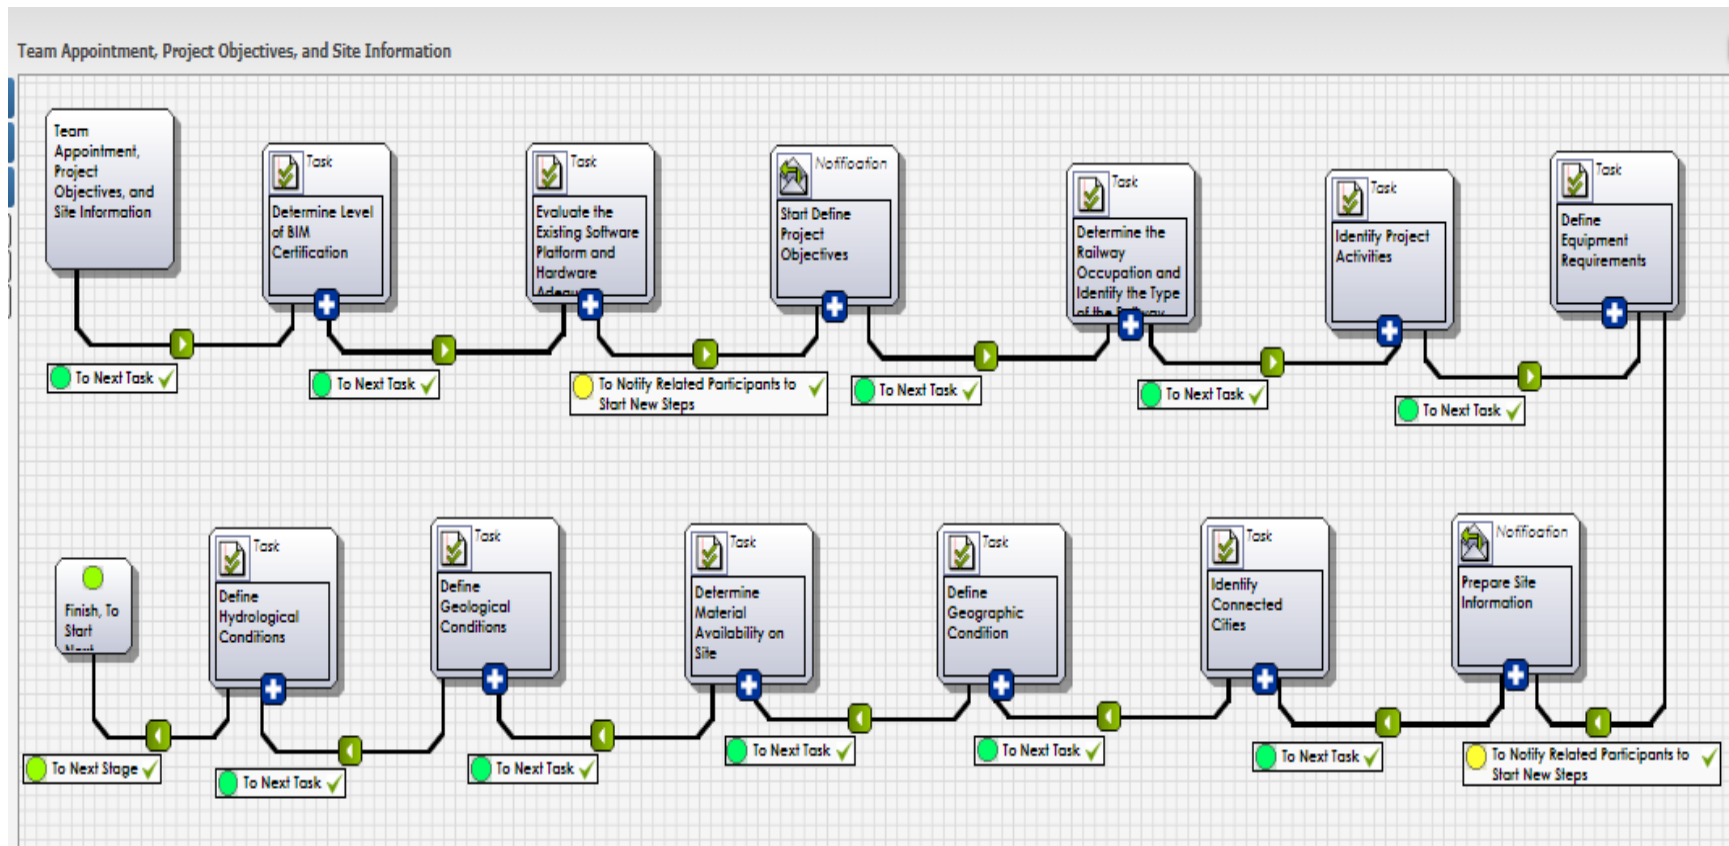 Team Appointment, Project Objectives, and Site Information
Team
Appointment,
Project
Objectives, and
Site Information
Task
Determine Level
of BIM
Certification
Task
Evaluate the
Existing Software
Platform and
Hardware
Notification
Start Define
Project
Objectives
Task
Determine the
Railway
Occupation and
Identify the Type
of the
Task
Identify Project
Activities
Task
Define
Equipment
Requirements
To Next Task
To Next Task
To Notify Related Participants to
Start New Steps
To Next Task
To Next Task
To Next Task
Finish, To
Start
Next
Task
Define
Hydrological
Conditions
Task
Define
Geological
Conditions
Task
Determine
Material
Availability on
Site
Task
Define
Geographic
Condition
Task
Identify
Connected
Cities
Notification
Prepare Site
Information
To Next Stage
To Next Task
To Next Task
To Next Task
To Next Task
To Next Task
To Notify Related Participants to
Start New Steps